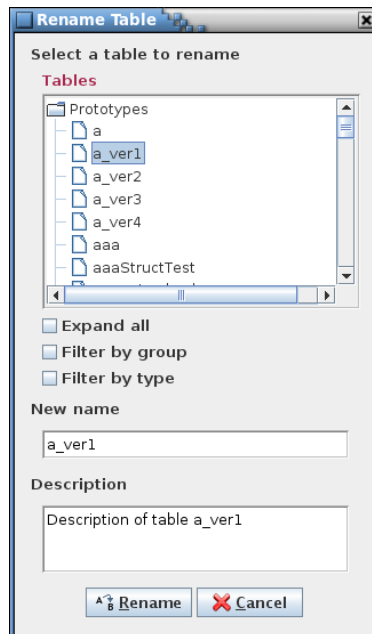 Rename Table
Select a table to rename
Tables
Prototypes
a
a_ver1
a_ver2
a_ver3
a_ver4
aaa
aaaStructTest
Expand all
Filter by group
Filter by type
New name
a_ver1
Description
Description of table a_ver1
Rename Cancel